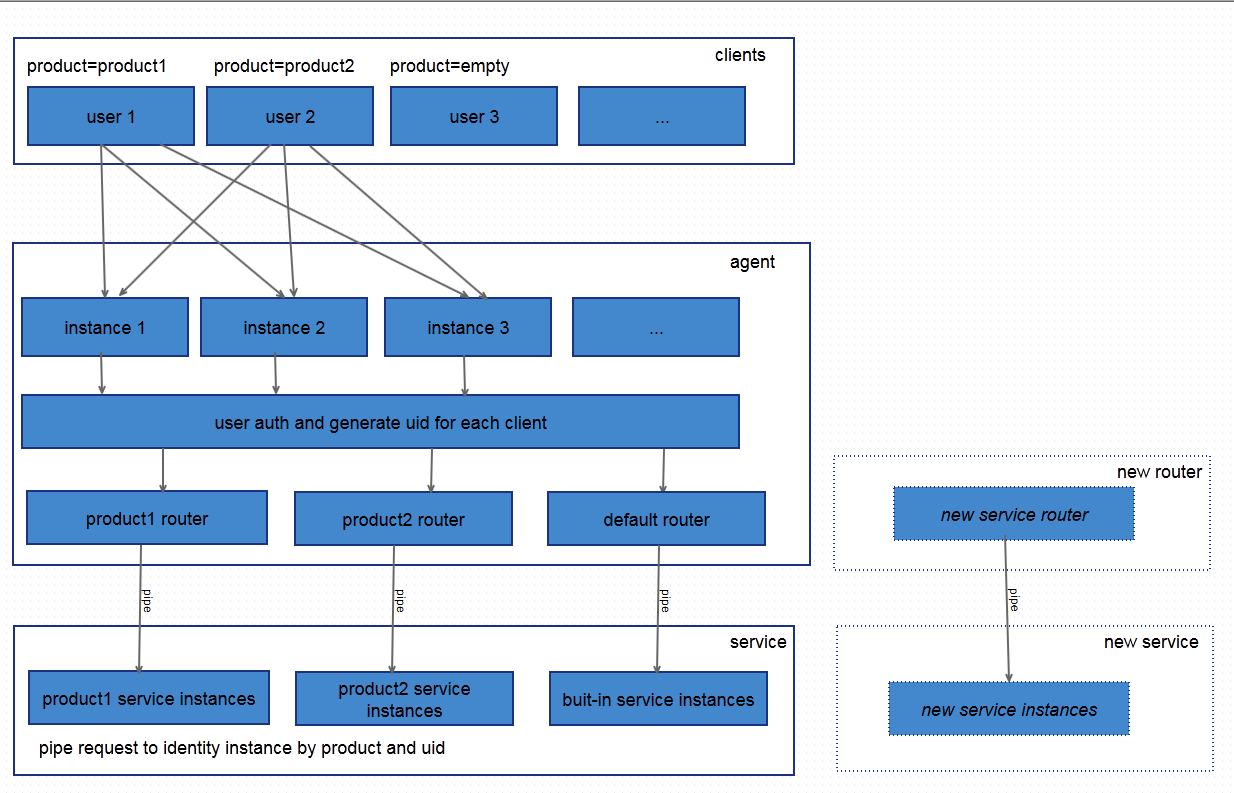 clients
product=product1
product=product2
product=empty
user 1
user 2
user 3
...
agent
instance 1
instance 2
instance 3
...
user auth and generate uid for each client
new router
product1 router
product2 router
default router
new service router
pipe
pipe
pipe
pipe
service
new service
product1 service instances
product2 service
instances
buit-in service instances
new service instances
pipe request to identity instance by product and uid